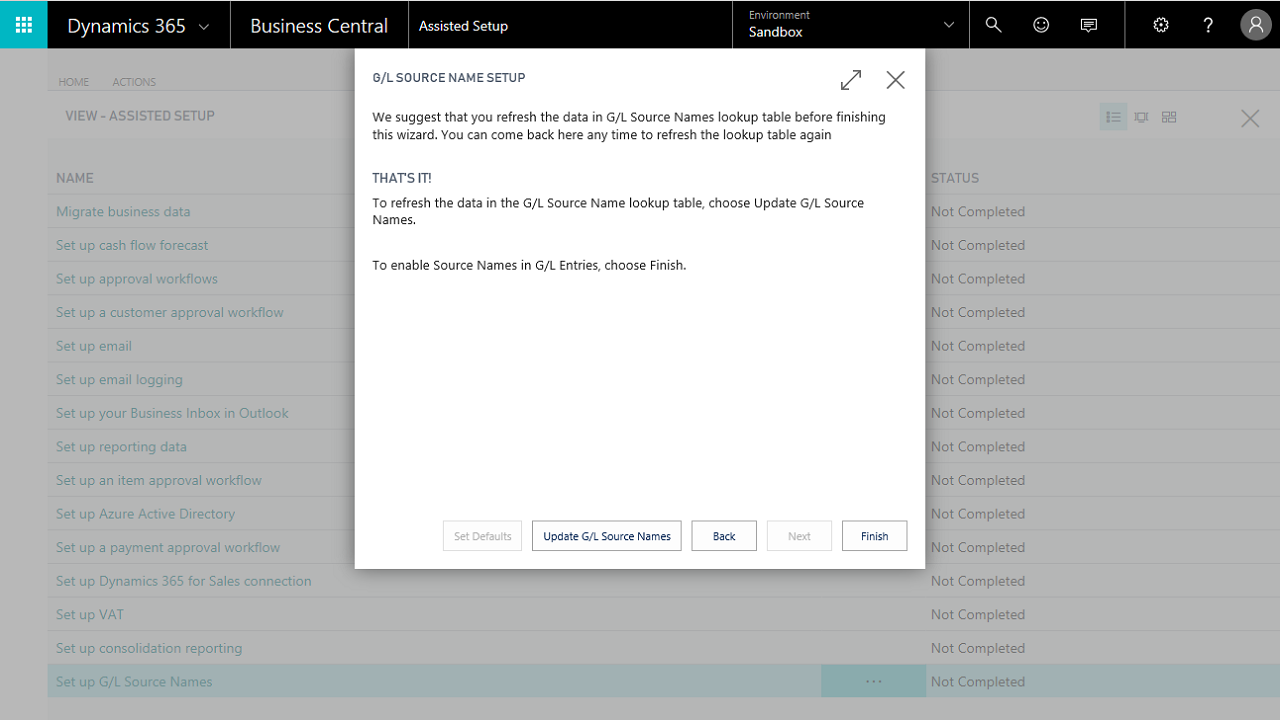 Dynamics 365
Business Central
Assisted Setup
Environment
Sandbox
?
HOME
ACTIONS
VIEW - ASSISTED SETUP
G/L SOURCE NAME SETUP
We suggest that you refresh the data in G/L Source Names lookup table before finishing
this wizard. You can come back here any time to refresh the lookup table again
THAT'S IT!
To refresh the data in the G/L Source Name lookup table, choose Update G/L Source
Names.
To enable Source Names in G/L Entries, choose Finish.
Set Defaults
Update G/L Source Names
Back
Next
Finish
NAME
STATUS
Migrate business data
Not Completed
Set up cash flow forecast
Not Completed
Set up approval workflows
Not Completed
Set up a customer approval workflow
Not Completed
Set up email
Not Completed
Set up email logging
Not Completed
Set up your Business Inbox in Outlook
Not Completed
Set up reporting data
Not Completed
Set up an item approval workflow
Not Completed
Set up Azure Active Directory
Not Completed
Set up a payment approval workflow
Not Completed
Set up Dynamics 365 for Sales connection
Not Completed
Set up VAT
Not Completed
Set up consolidation reporting
Not Completed
Set up G/L Source Names
...
Not Completed